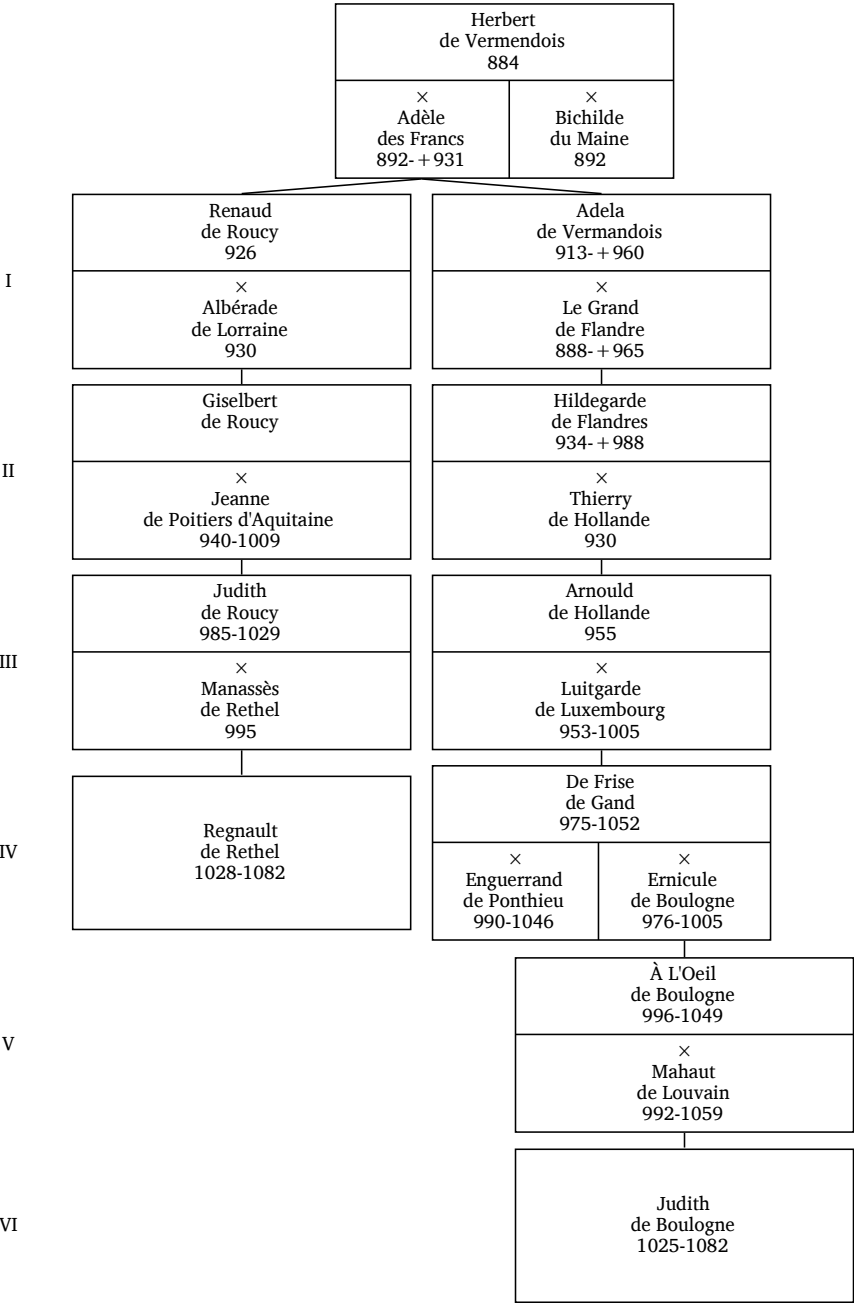 Herbert
de Vermendois
884
×
Adèle
des Francs
892-+931
×
Bichilde
du Maine
892
I
Renaud
de Roucy
926
×
Albérade
de Lorraine
930
Adela
de Vermandois
913-+960
×
Le Grand
de Flandre
888-+965
II
Giselbert
de Roucy
×
Jeanne
de Poitiers d'Aquitaine
940-1009
Hildegarde
de Flandres
934-+988
×
Thierry
de Hollande
930
III
Judith
de Roucy
985-1029
×
Manassès
de Rethel
995
Arnould
de Hollande
955
×
Luitgarde
de Luxembourg
953-1005
IV
Regnault
de Rethel
1028-1082
De Frise
de Gand
975-1052
×
Enguerrand
de Ponthieu
990-1046
×
Ernicule
de Boulogne
976-1005
V
À L'Oeil
de Boulogne
996-1049
×
Mahaut
de Louvain
992-1059
VI
Judith
de Boulogne
1025-1082